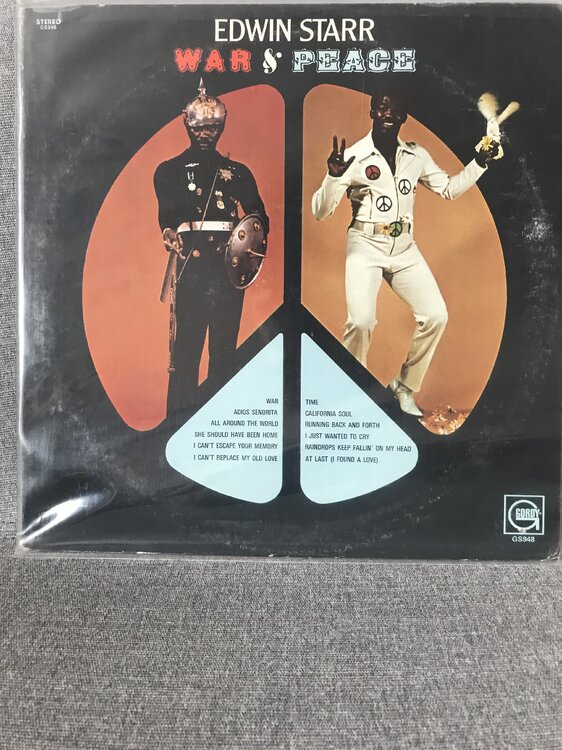 STEREO
GS948
EDWIN STARR
WAR & PEACE
WAR
ADIOS SENORITA
ALL AROUND THE WORLD
SHE SHOULD HAVE BEEN HOME
I CAN'T ESCAPE YOUR MEMORY
I CAN'T REPLACE MY OLD LOVE
TIME
CALIFORNIA SOUL
RUNNING BACK AND FORTH
I JUST WANTED TO CRY
RAINDROPS KEEP FALLIN' ON MY HEAD
AT LAST (I FOUND A LOVE)
GORDY
GS948